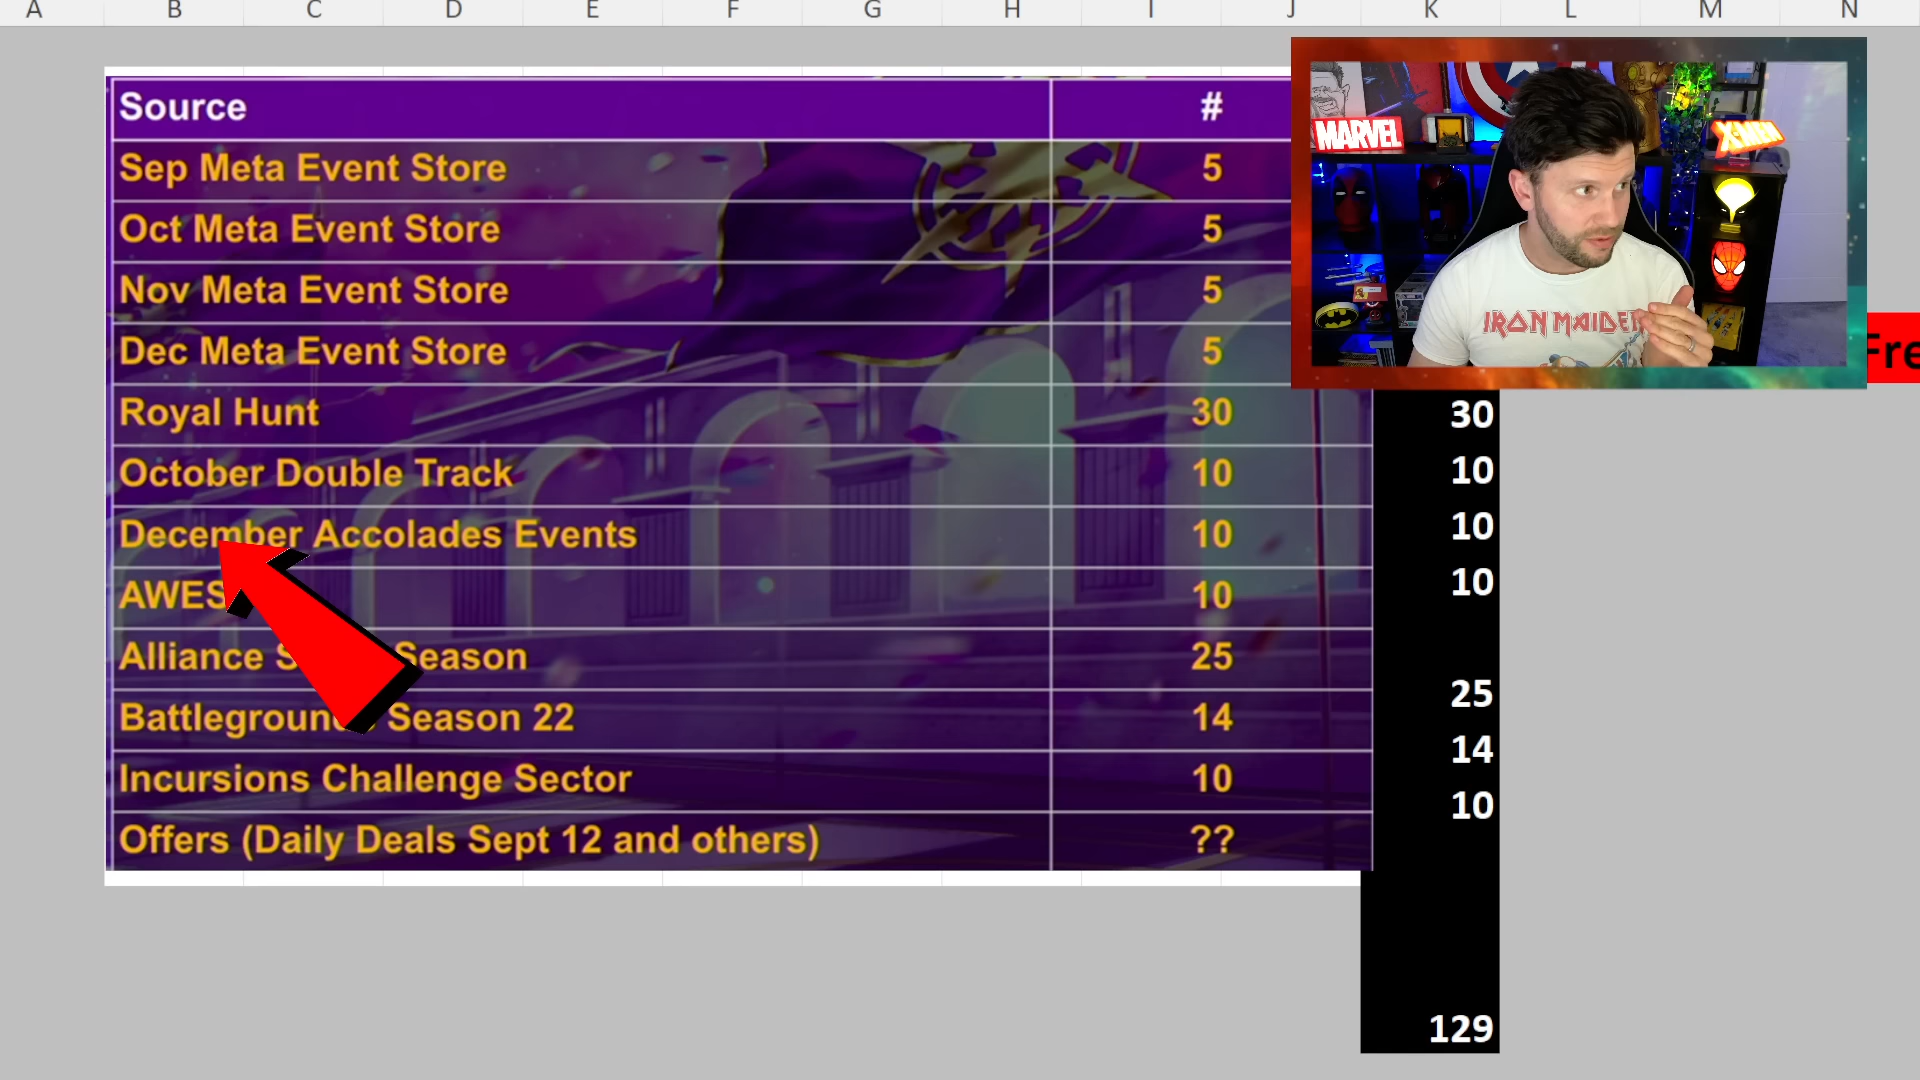 A B C D E F G H I J K L M N
Source #
Sep Meta Event Store 5
Oct Meta Event Store 5
Nov Meta Event Store 5
Dec Meta Event Store 5
Royal Hunt 30
October Double Track 10
December Accolades Events 10
AWES 10
Alliance S Season 25
Battlegroun Season 22 14
Incursions Challenge Sector 10
Offers (Daily Deals Sept 12 and others) ??
30
10
10
10
25
14
10
129
MARVEL
X-MEN
IRON MAIDEN
Fre